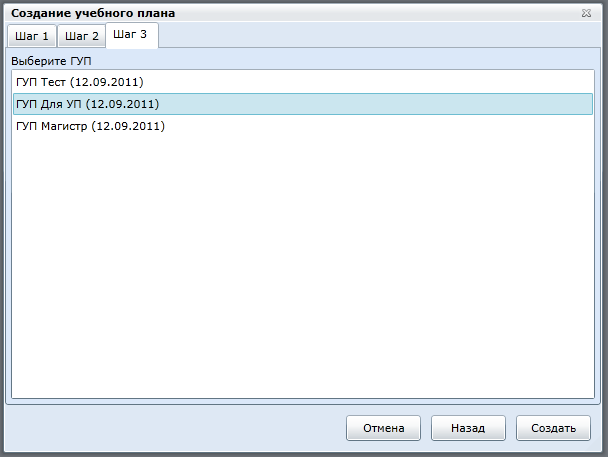 Создание учебного плана
Шаг 1 Шаг 2 Шаг 3
Выберите ГУП
ГУП Тест (12.09.2011)
ГУП Для УП (12.09.2011)
ГУП Магистр (12.09.2011)
Отмена Назад Создать